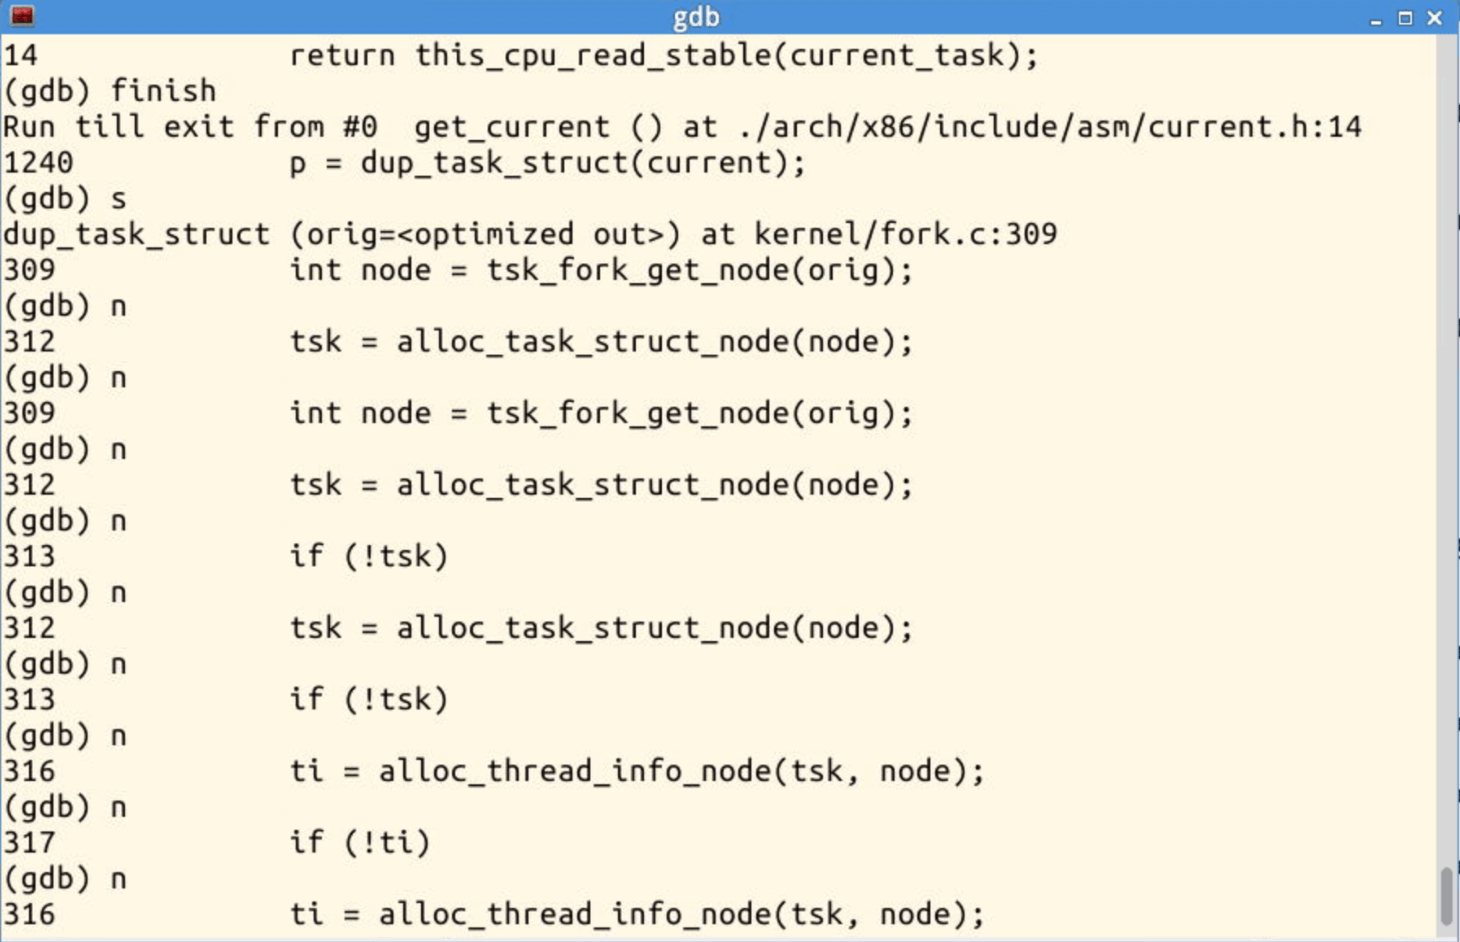 gdb
14 return this_cpu_read_stable(current_task);
(gdb) finish
Run till exit from #0 get_current () at ./arch/x86/include/asm/current.h:14
1240 p = dup_task_struct(current);
(gdb) s
dup_task_struct (orig=<optimized out>) at kernel/fork.c:309
309 int node = tsk_fork_get_node(orig);
(gdb) n
312 tsk = alloc_task_struct_node(node);
(gdb) n
309 int node = tsk_fork_get_node(orig);
(gdb) n
312 tsk = alloc_task_struct_node(node);
(gdb) n
313 if (!tsk)
(gdb) n
312 tsk = alloc_task_struct_node(node);
(gdb) n
313 if (!tsk)
(gdb) n
316 ti = alloc_thread_info_node(tsk, node);
(gdb) n
317 if (!ti)
(gdb) n
316 ti = alloc_thread_info_node(tsk, node);